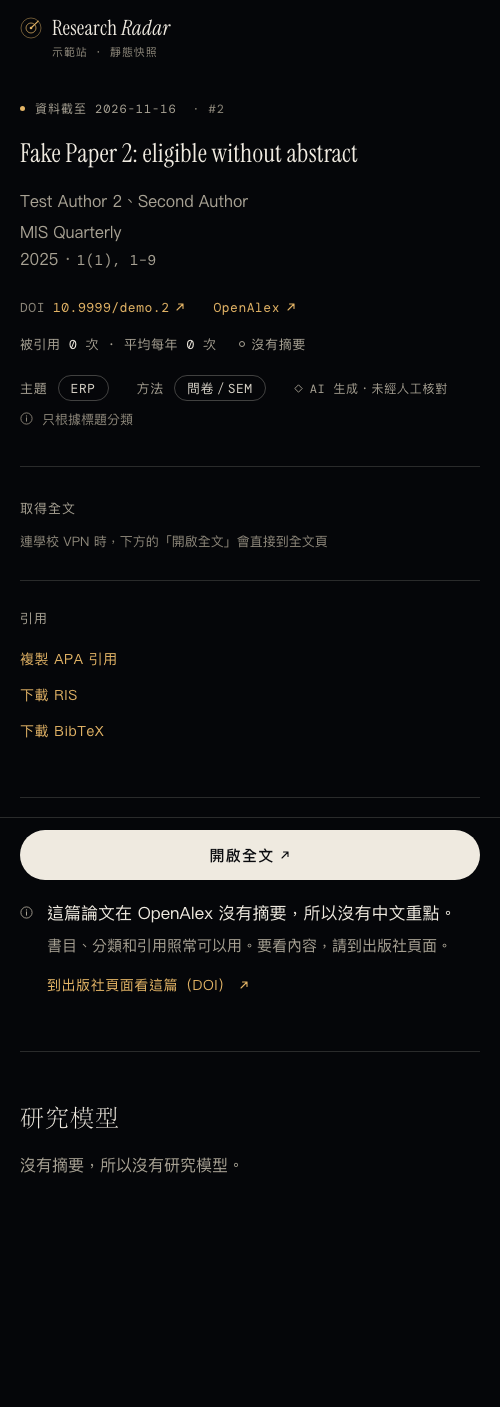 Research Radar
示範站 · 靜態快照
資料截至 2026-11-16 · #2
Fake Paper 2: eligible without abstract
Test Author 2、Second Author
MIS Quarterly
2025 · 1(1), 1–9
DOI 10.9999/demo.2 ↗ OpenAlex ↗
被引用 0 次 · 平均每年 0 次 ○ 沒有摘要
主題 ERP 方法 問卷 / SEM ◇ AI 生成·未經人工核對
ⓘ 只根據標題分類
取得全文
連學校 VPN 時，下方的「開啟全文」會直接到全文頁
引用
複製 APA 引用
下載 RIS
下載 BibTeX
開啟全文 ↗
ⓘ 這篇論文在 OpenAlex 沒有摘要，所以沒有中文重點。
書目、分類和引用照常可以用。要看內容，請到出版社頁面。
到出版社頁面看這篇（DOI） ↗
研究模型
沒有摘要，所以沒有研究模型。